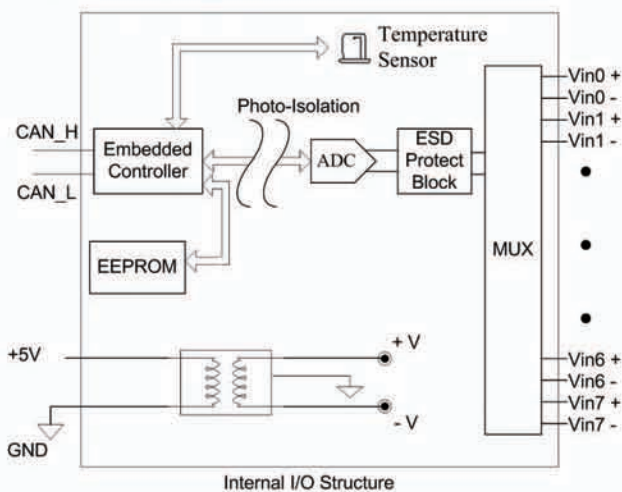 Temperature
Sensor
Photo-Isolation
CAN_H
CAN_L
Embedded
Controller
ADC
ESD
Protect
Block
MUX
EEPROM
Vin0 +
Vin0 -
Vin1 +
Vin1 -
Vin6 +
Vin6 -
Vin7 +
Vin7 -
+5V
+ V
- V
GND
Internal I/O Structure